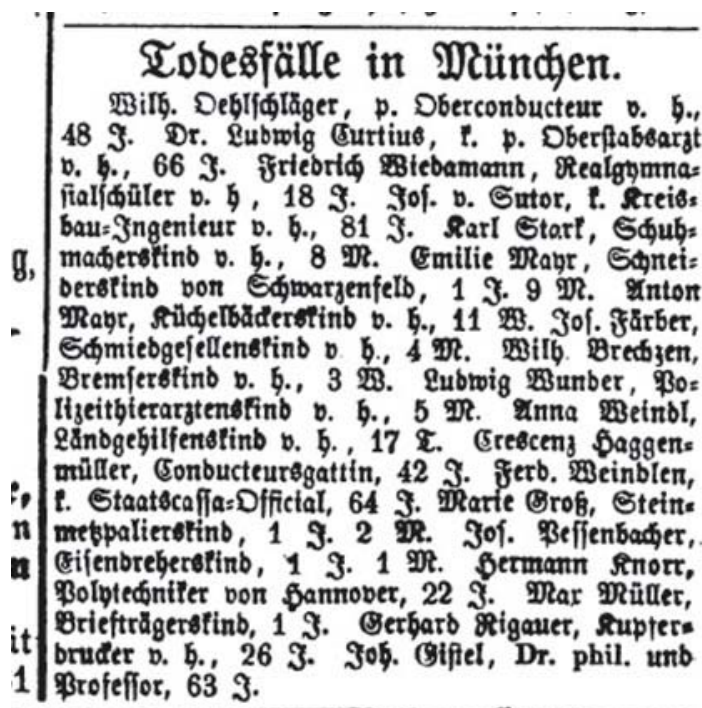 Todesfälle in München.
Wilh. Oehlschläger, p. Oberconducteur v. h.,
48 J. Dr. Ludwig Curtius, k. p. Oberstabsarzt
v. h., 66 J. Friedrich Wiedamann, Realgymna-
sialschüler v. h, 18 J. Jos. v. Sutor, k. Kreis-
bau-Ingenieur v. h., 81 J. Karl Stark, Schuh-
macherskind v. h., 8 M. Emilie Mayr, Schnei-
derskind von Schwarzenfeld, 1 J. 9 M. Anton
Mayr, Küchelbäckerskind v. h., 11 W. Jos. Färber,
Schmiedgesellenskind v. h., 4 M. Wilh. Brechzen,
Bremserskind v. h., 3 W. Ludwig Wunder, Po-
lizeithierarztenskind v. h., 5 M. Anna Weindl,
Ländgehilfenskind v. h., 17 T. Crescenz Haggen-
müller, Conducteursgattin, 42 J. Ferd. Weindlen,
k. Staatscassa-Official, 64 J. Marie Groß, Stein-
metzpalierskind, 1 J. 2 M. Jos. Pessenbacher,
Eisendreherskind, 1 J. 1 M. Hermann Knorr,
Polytechniker von Hannover, 22 J. Max Müller,
Briefträgerskind, 1 J. Gerhard Rigauer, Kupfer-
drucker v. h., 26 J. Joh. Gistel, Dr. phil. und
Professor, 63 J.